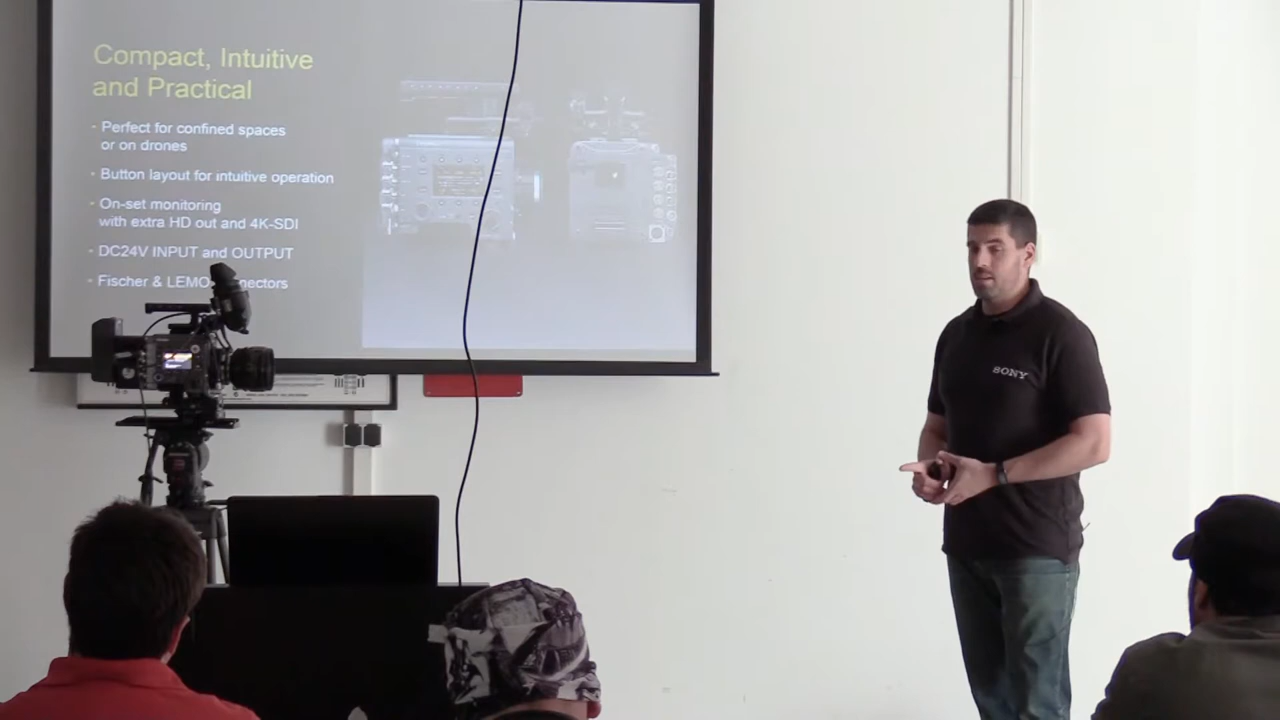 Compact, Intuitive
and Practical
- Perfect for confined spaces
or on drones
- Button layout for intuitive operation
- On-set monitoring
with extra HD out and 4K-SDI
- DC24V INPUT and OUTPUT
- Fischer & LEMO
SONY